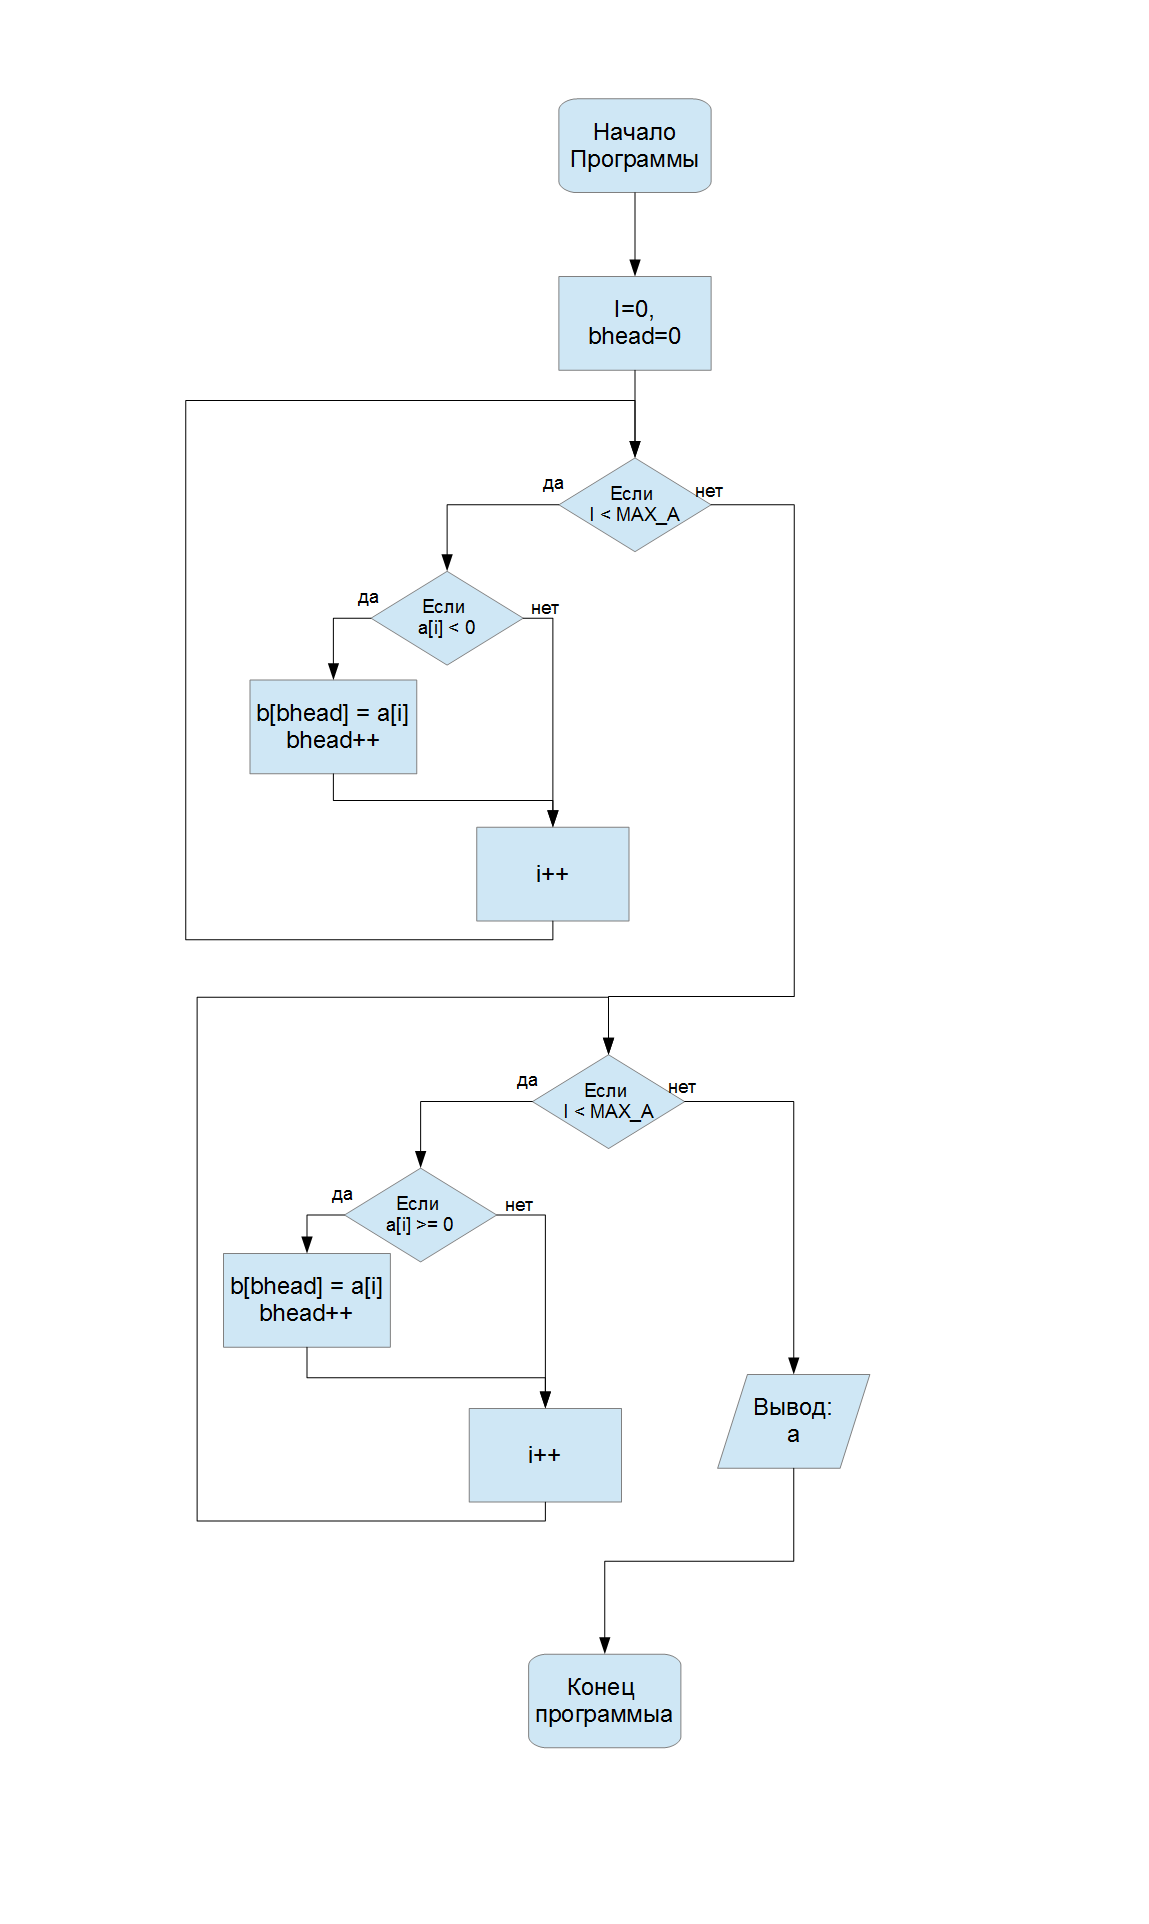 Начало
Программы
I=0,
bhead=0
да
Если
I < MAX_A
нет
да
Если
a[i] < 0
нет
b[bhead] = a[i]
bhead++
i++
да
Если
I < MAX_A
нет
да
Если
a[i] >= 0
нет
b[bhead] = a[i]
bhead++
Вывод:
a
i++
Конец
программыа